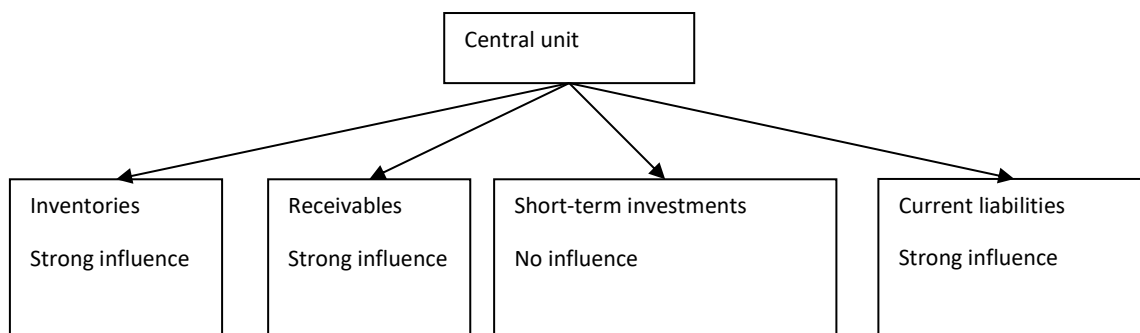 Central unit
Inventories
Strong influence
Receivables
Strong influence
Short-term investments
No influence
Current liabilities
Strong influence